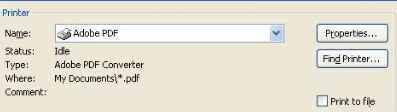 Printer
Name: Adobe PDF Properties...
Status: Idle
Type: Adobe PDF Converter Find Printer...
Where: My Documents\*.pdf
Comment: Print to file